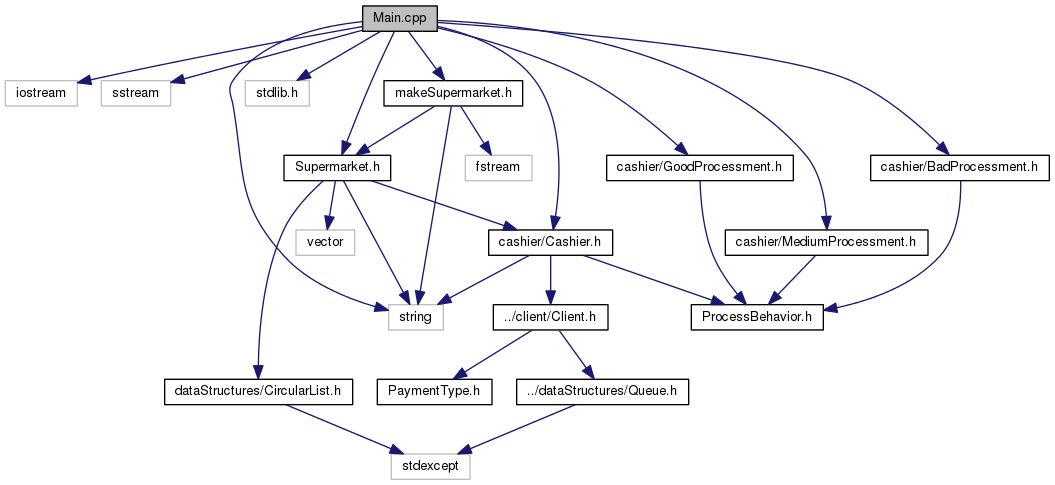 Main.cpp
iostream
sstream
stdlib.h
makeSupermarket.h
Supermarket.h
fstream
cashier/GoodProcessment.h
cashier/BadProcessment.h
vector
cashier/Cashier.h
cashier/MediumProcessment.h
string
../client/Client.h
ProcessBehavior.h
dataStructures/CircularList.h
PaymentType.h
../dataStructures/Queue.h
stdexcept